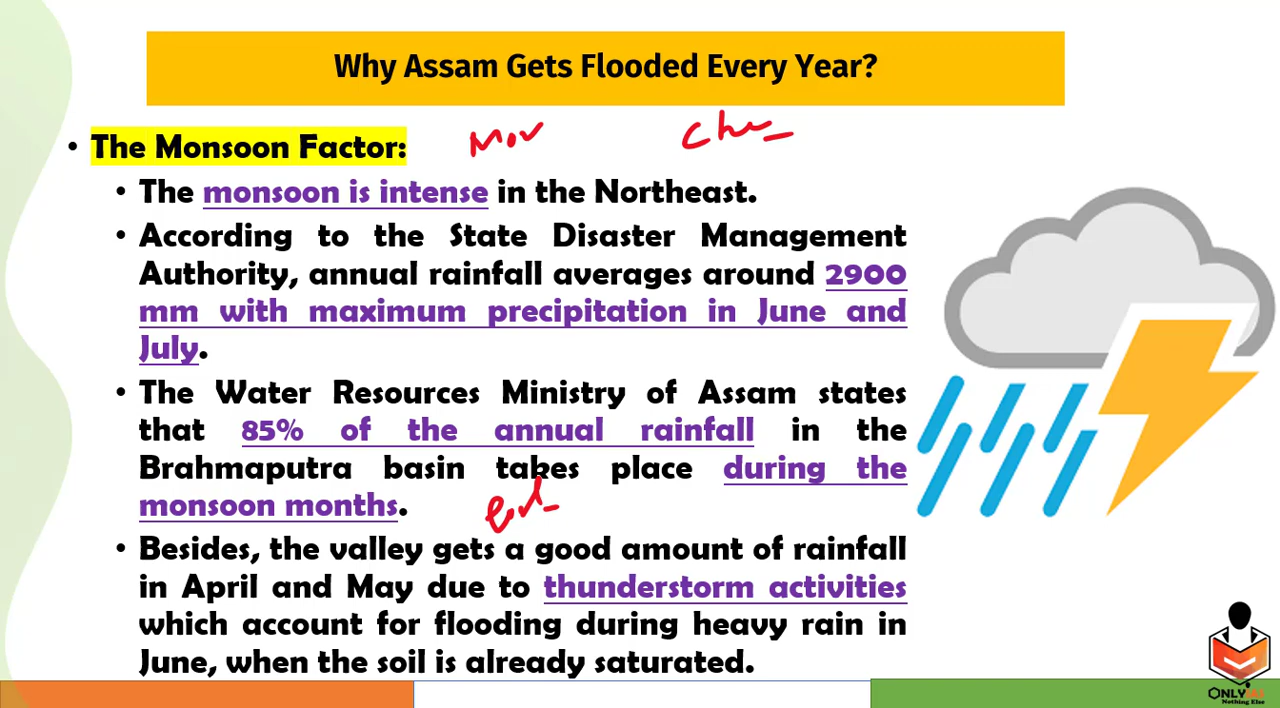 Why Assam Gets Flooded Every Year?
• The Monsoon Factor:
• The monsoon is intense in the Northeast.
• According to the State Disaster Management
Authority, annual rainfall averages around 2900
mm with maximum precipitation in June and
July.
• The Water Resources Ministry of Assam states
that 85% of the annual rainfall in the
Brahmaputra basin takes place during the
monsoon months.
• Besides, the valley gets a good amount of rainfall
in April and May due to thunderstorm activities
which account for flooding during heavy rain in
June, when the soil is already saturated.
ONLYIAS
Nothing Else